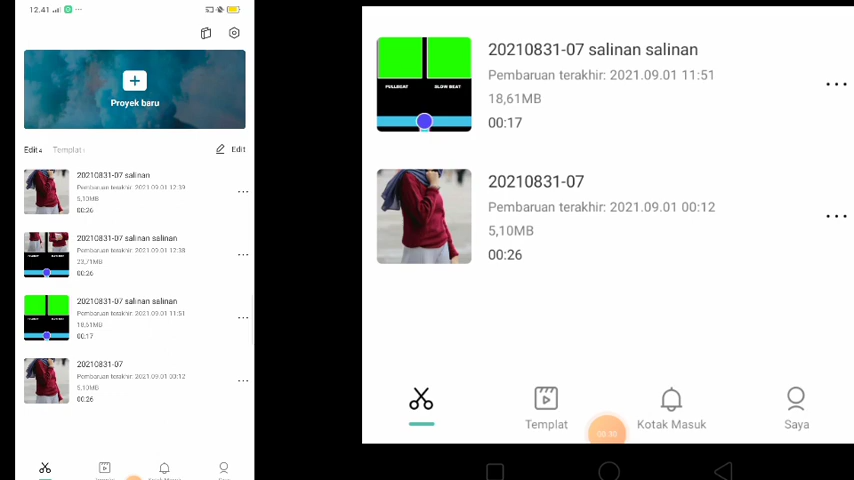 12.41
Proyek baru
Edit 4
Templat 1
Edit
20210831-07 salinan
Pembaruan terakhir: 2021.09.01 12:39
5,10MB
00:26
20210831-07 salinan salinan
Pembaruan terakhir: 2021.09.01 12:38
23,71MB
00:26
20210831-07 salinan salinan
Pembaruan terakhir: 2021.09.01 11:51
18,61MB
00:17
20210831-07
Pembaruan terakhir: 2021.09.01 00:12
5,10MB
00:26
20210831-07 salinan salinan
Pembaruan terakhir: 2021.09.01 11:51
18,61MB
00:17
SLOW BEAT
20210831-07
Pembaruan terakhir: 2021.09.01 00:12
5,10MB
00:26
Templat
Kotak Masuk
Saya